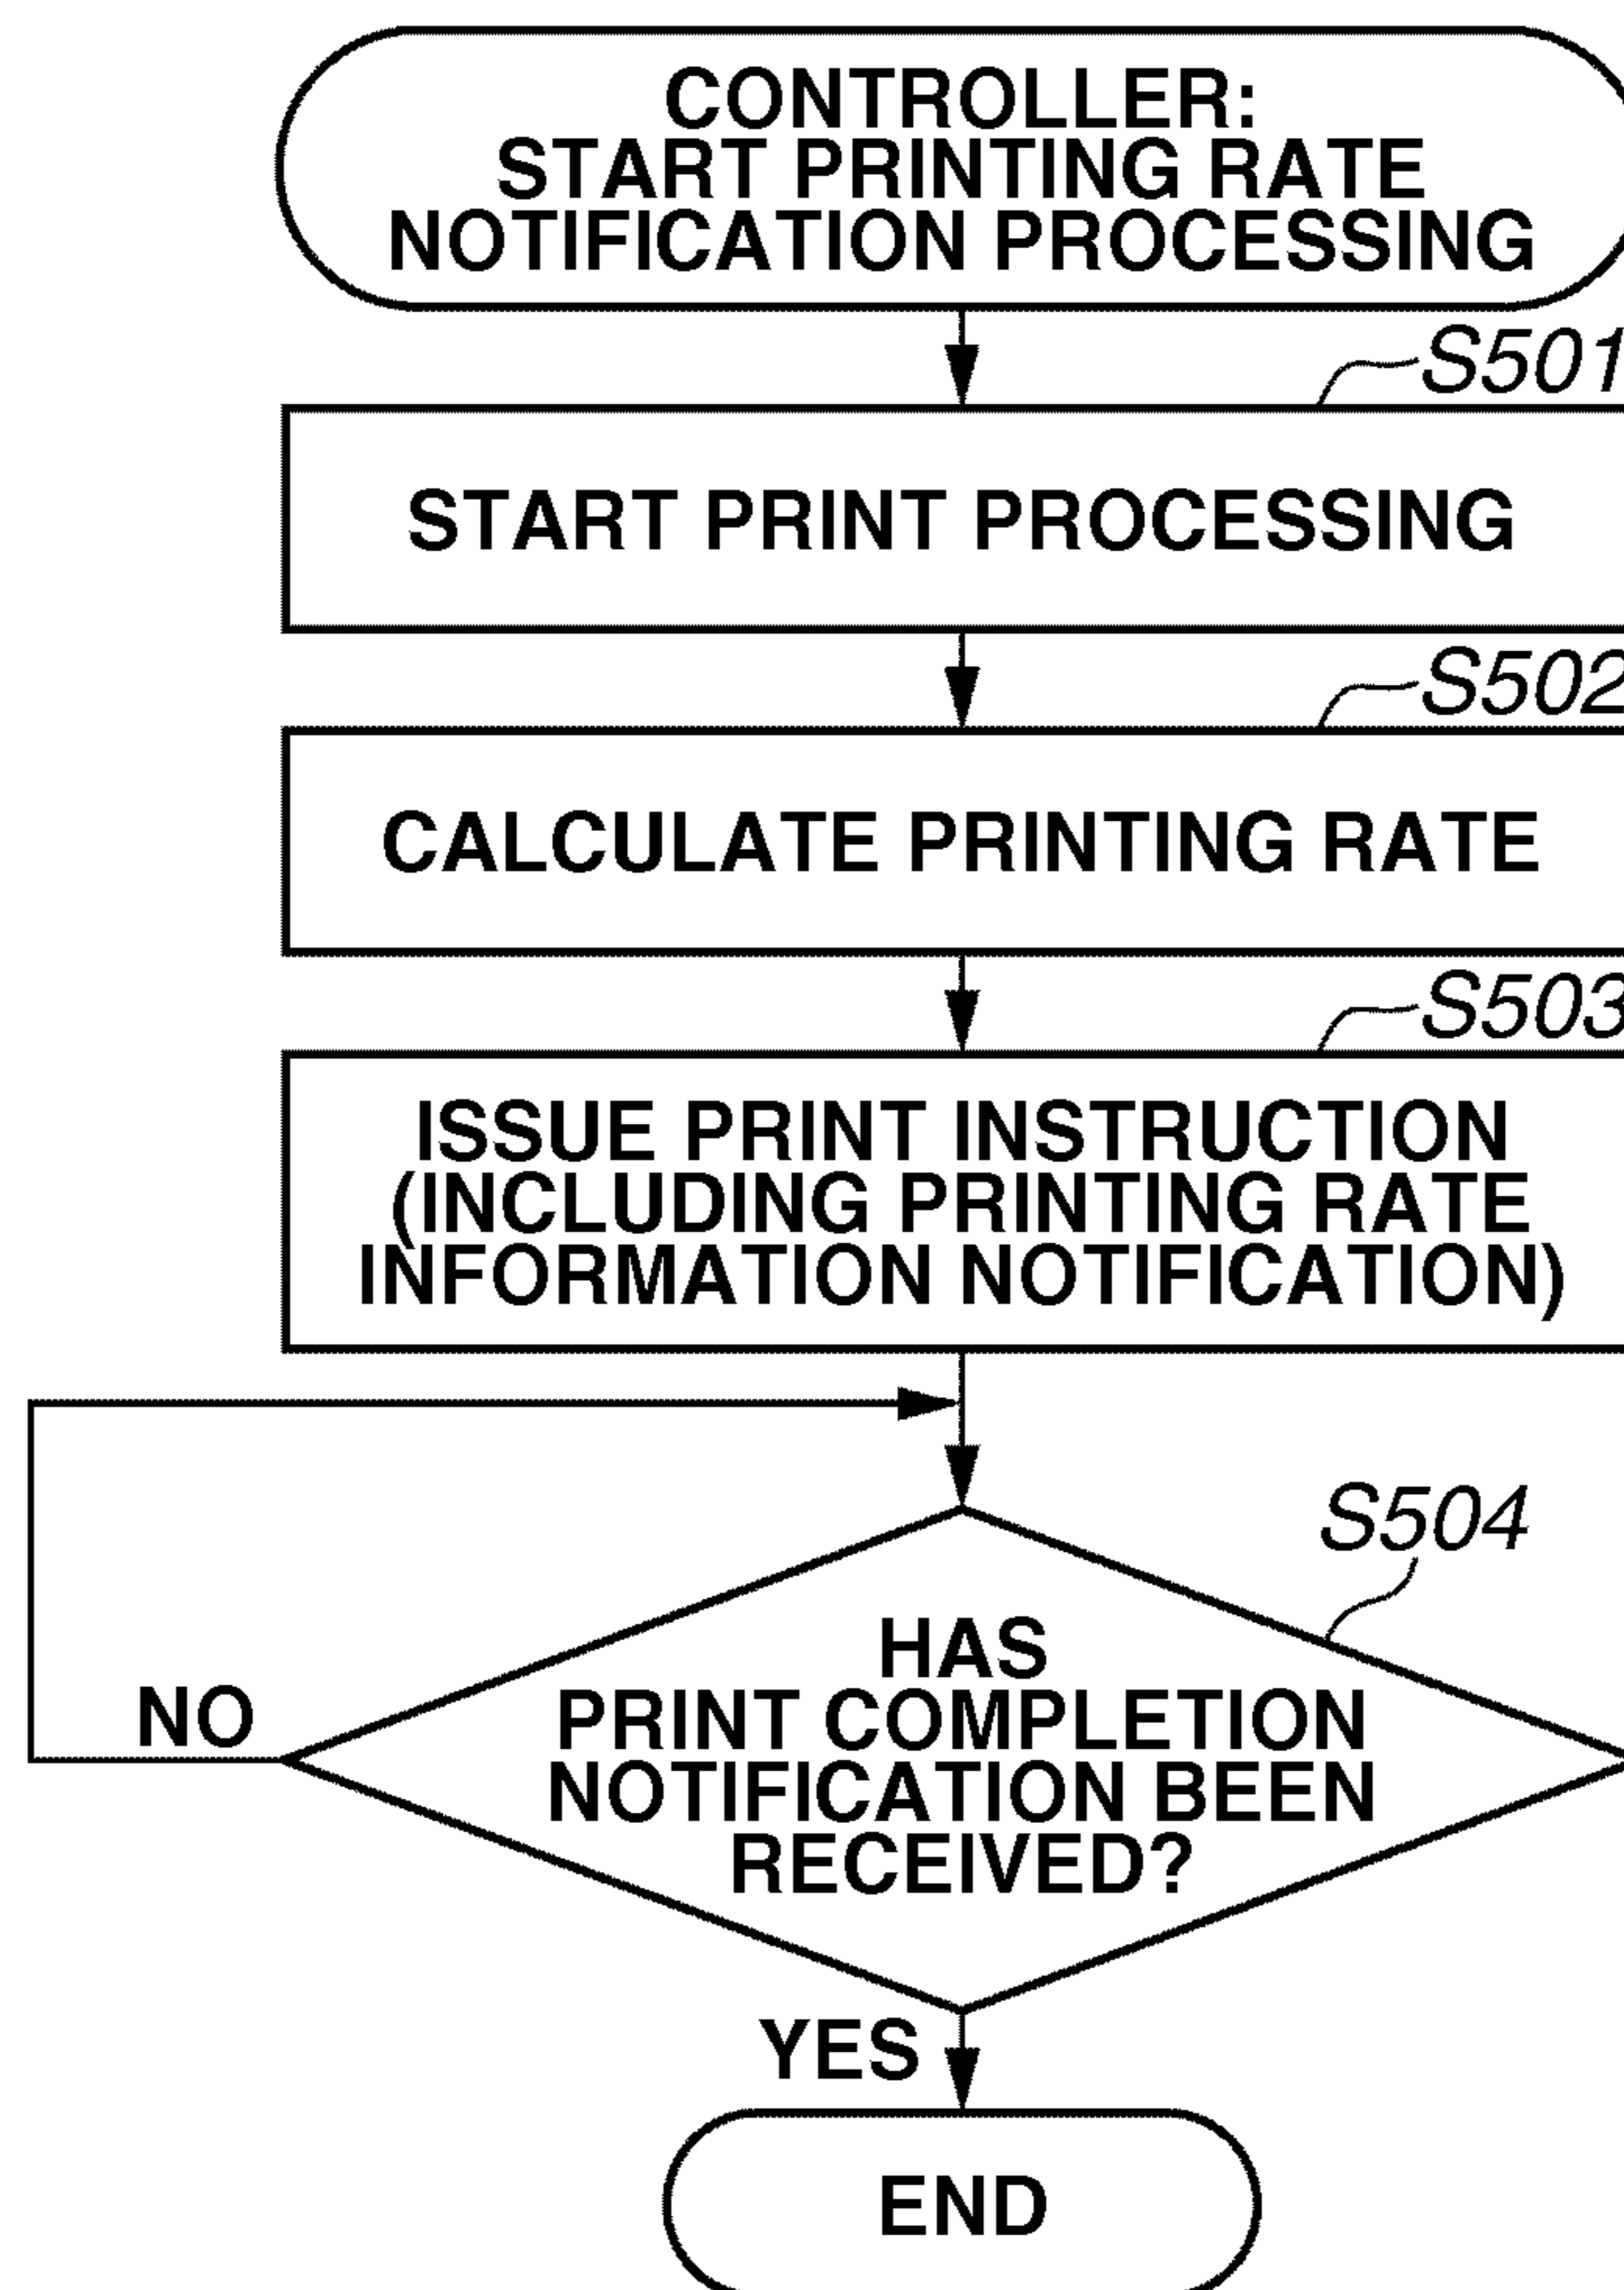 CONTROLLER:
START PRINTING RATE
NOTIFICATION PROCESSING
S501
START PRINT PROCESSING
S502
CALCULATE PRINTING RATE
S503
ISSUE PRINT INSTRUCTION
(INCLUDING PRINTING RATE
INFORMATION NOTIFICATION)
S504
HAS
PRINT COMPLETION
NOTIFICATION BEEN
RECEIVED?
NO
YES
END